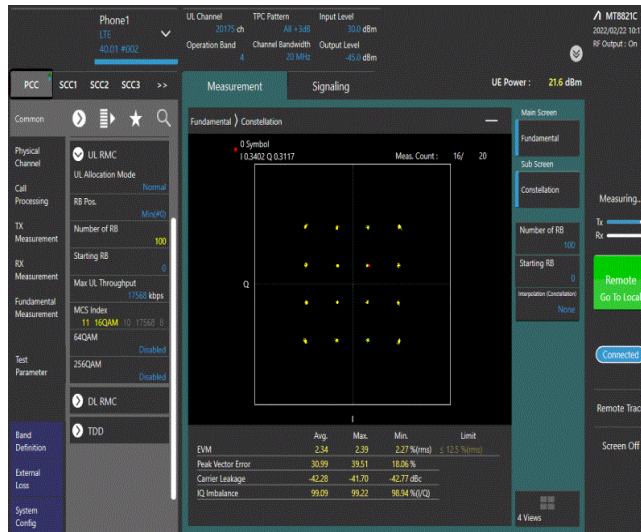 Phone1
LTE
40.01 #002
UL Channel
20175 ch
TPC Pattern
All +3dB
Input Level
30.0 dBm
Operation Band
4
Channel Bandwidth
20 MHz
Output Level
-45.0 dBm
MT8821C
2022/02/22 10:1
RF Output : On
PCC SCC1 SCC2 SCC3 >>
Measurement
Signaling
UE Power : 21.6 dBm
Common
Physical
Channel
Call
Processing
TX
Measurement
RX
Measurement
Fundamental
Measurement
Test
Parameter
Band
Definition
External
Loss
System
Config
UL RMC
UL Allocation Mode
Normal
RB Pos.
Min(#0)
Number of RB
100
Starting RB
0
Max UL Throughput
17568 kbps
MCS Index
11 16QAM 10 17568 8
64QAM
Disabled
256QAM
Disabled
DL RMC
TDD
Fundamental ⟩ Constellation
0 Symbol
I 0.3402 Q 0.3117
Meas. Count : 16/ 20
Q
I
Avg. Max. Min. Limit
EVM 2.34 2.39 2.27 %(rms) ≤ 12.5 %(rms)
Peak Vector Error 30.99 39.51 18.06 %
Carrier Leakage -42.28 -41.70 -42.77 dBc
IQ Imbalance 99.09 99.22 98.94 %(I/Q)
Main Screen
Fundamental
Sub Screen
Constellation
Number of RB
100
Starting RB
0
Interpolation (Constellation)
None
4 Views
Measuring...
Tx
Rx
Remote
Go To Local
Connected
Remote Trac
Screen Off